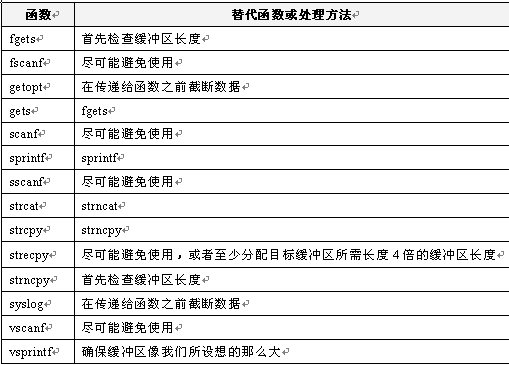 函数 替代函数或处理方法
fgets 首先检查缓冲区长度
fscanf 尽可能避免使用
getopt 在传递给函数之前截断数据
gets fgets
scanf 尽可能避免使用
sprintf sprintf
sscanf 尽可能避免使用
strcat strncat
strcpy strncpy
strecpy 尽可能避免使用，或者至少分配目标缓冲区所需长度 4 倍的缓冲区长度
strncpy 首先检查缓冲区长度
syslog 在传递给函数之前截断数据
vscanf 尽可能避免使用
vsprintf 确保缓冲区像我们所设想的那么大